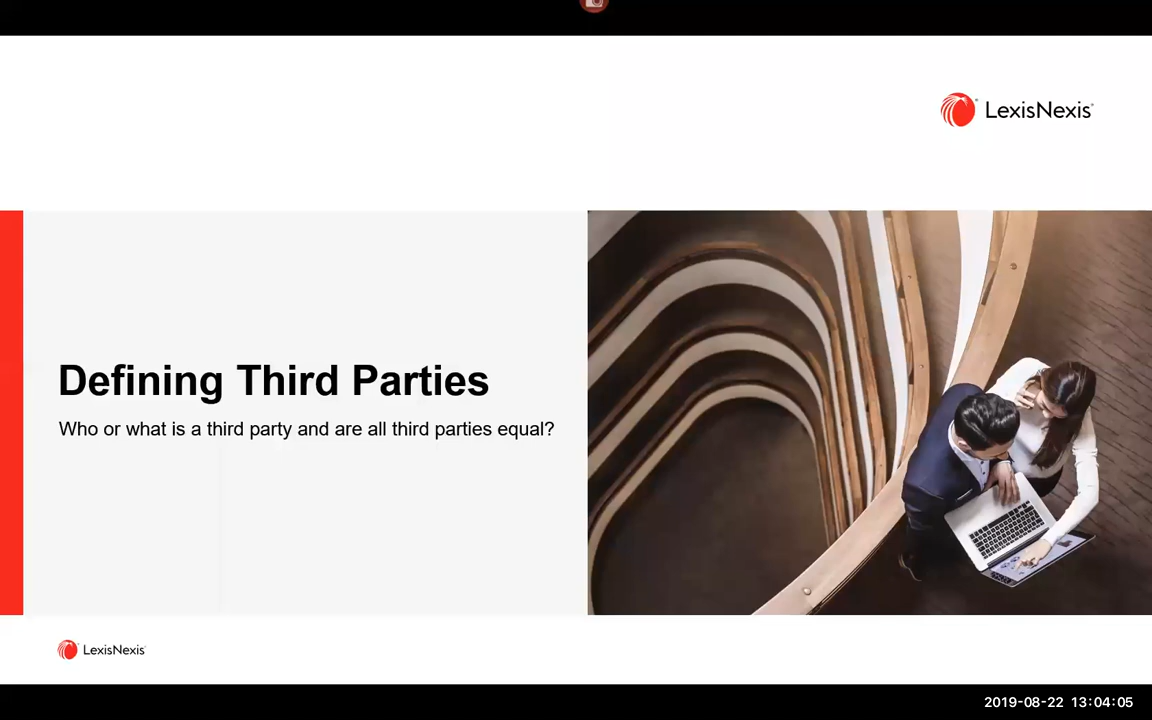 LexisNexis
Defining Third Parties
Who or what is a third party and are all third parties equal?
LexisNexis
2019-08-22 13:04:05